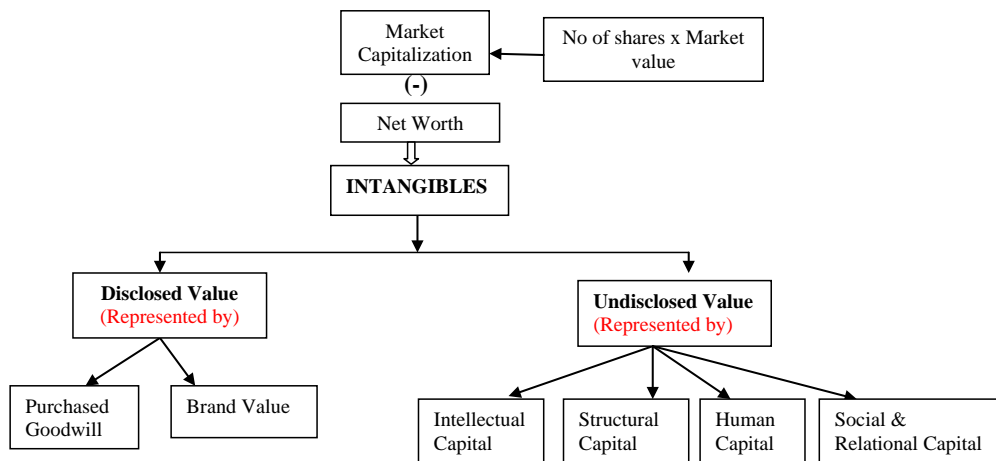 Market
Capitalization
No of shares x Market
value
(-)
Net Worth
INTANGIBLES
Disclosed Value
(Represented by)
Undisclosed Value
(Represented by)
Purchased
Goodwill
Brand Value
Intellectual
Capital
Structural
Capital
Human
Capital
Social &
Relational Capital